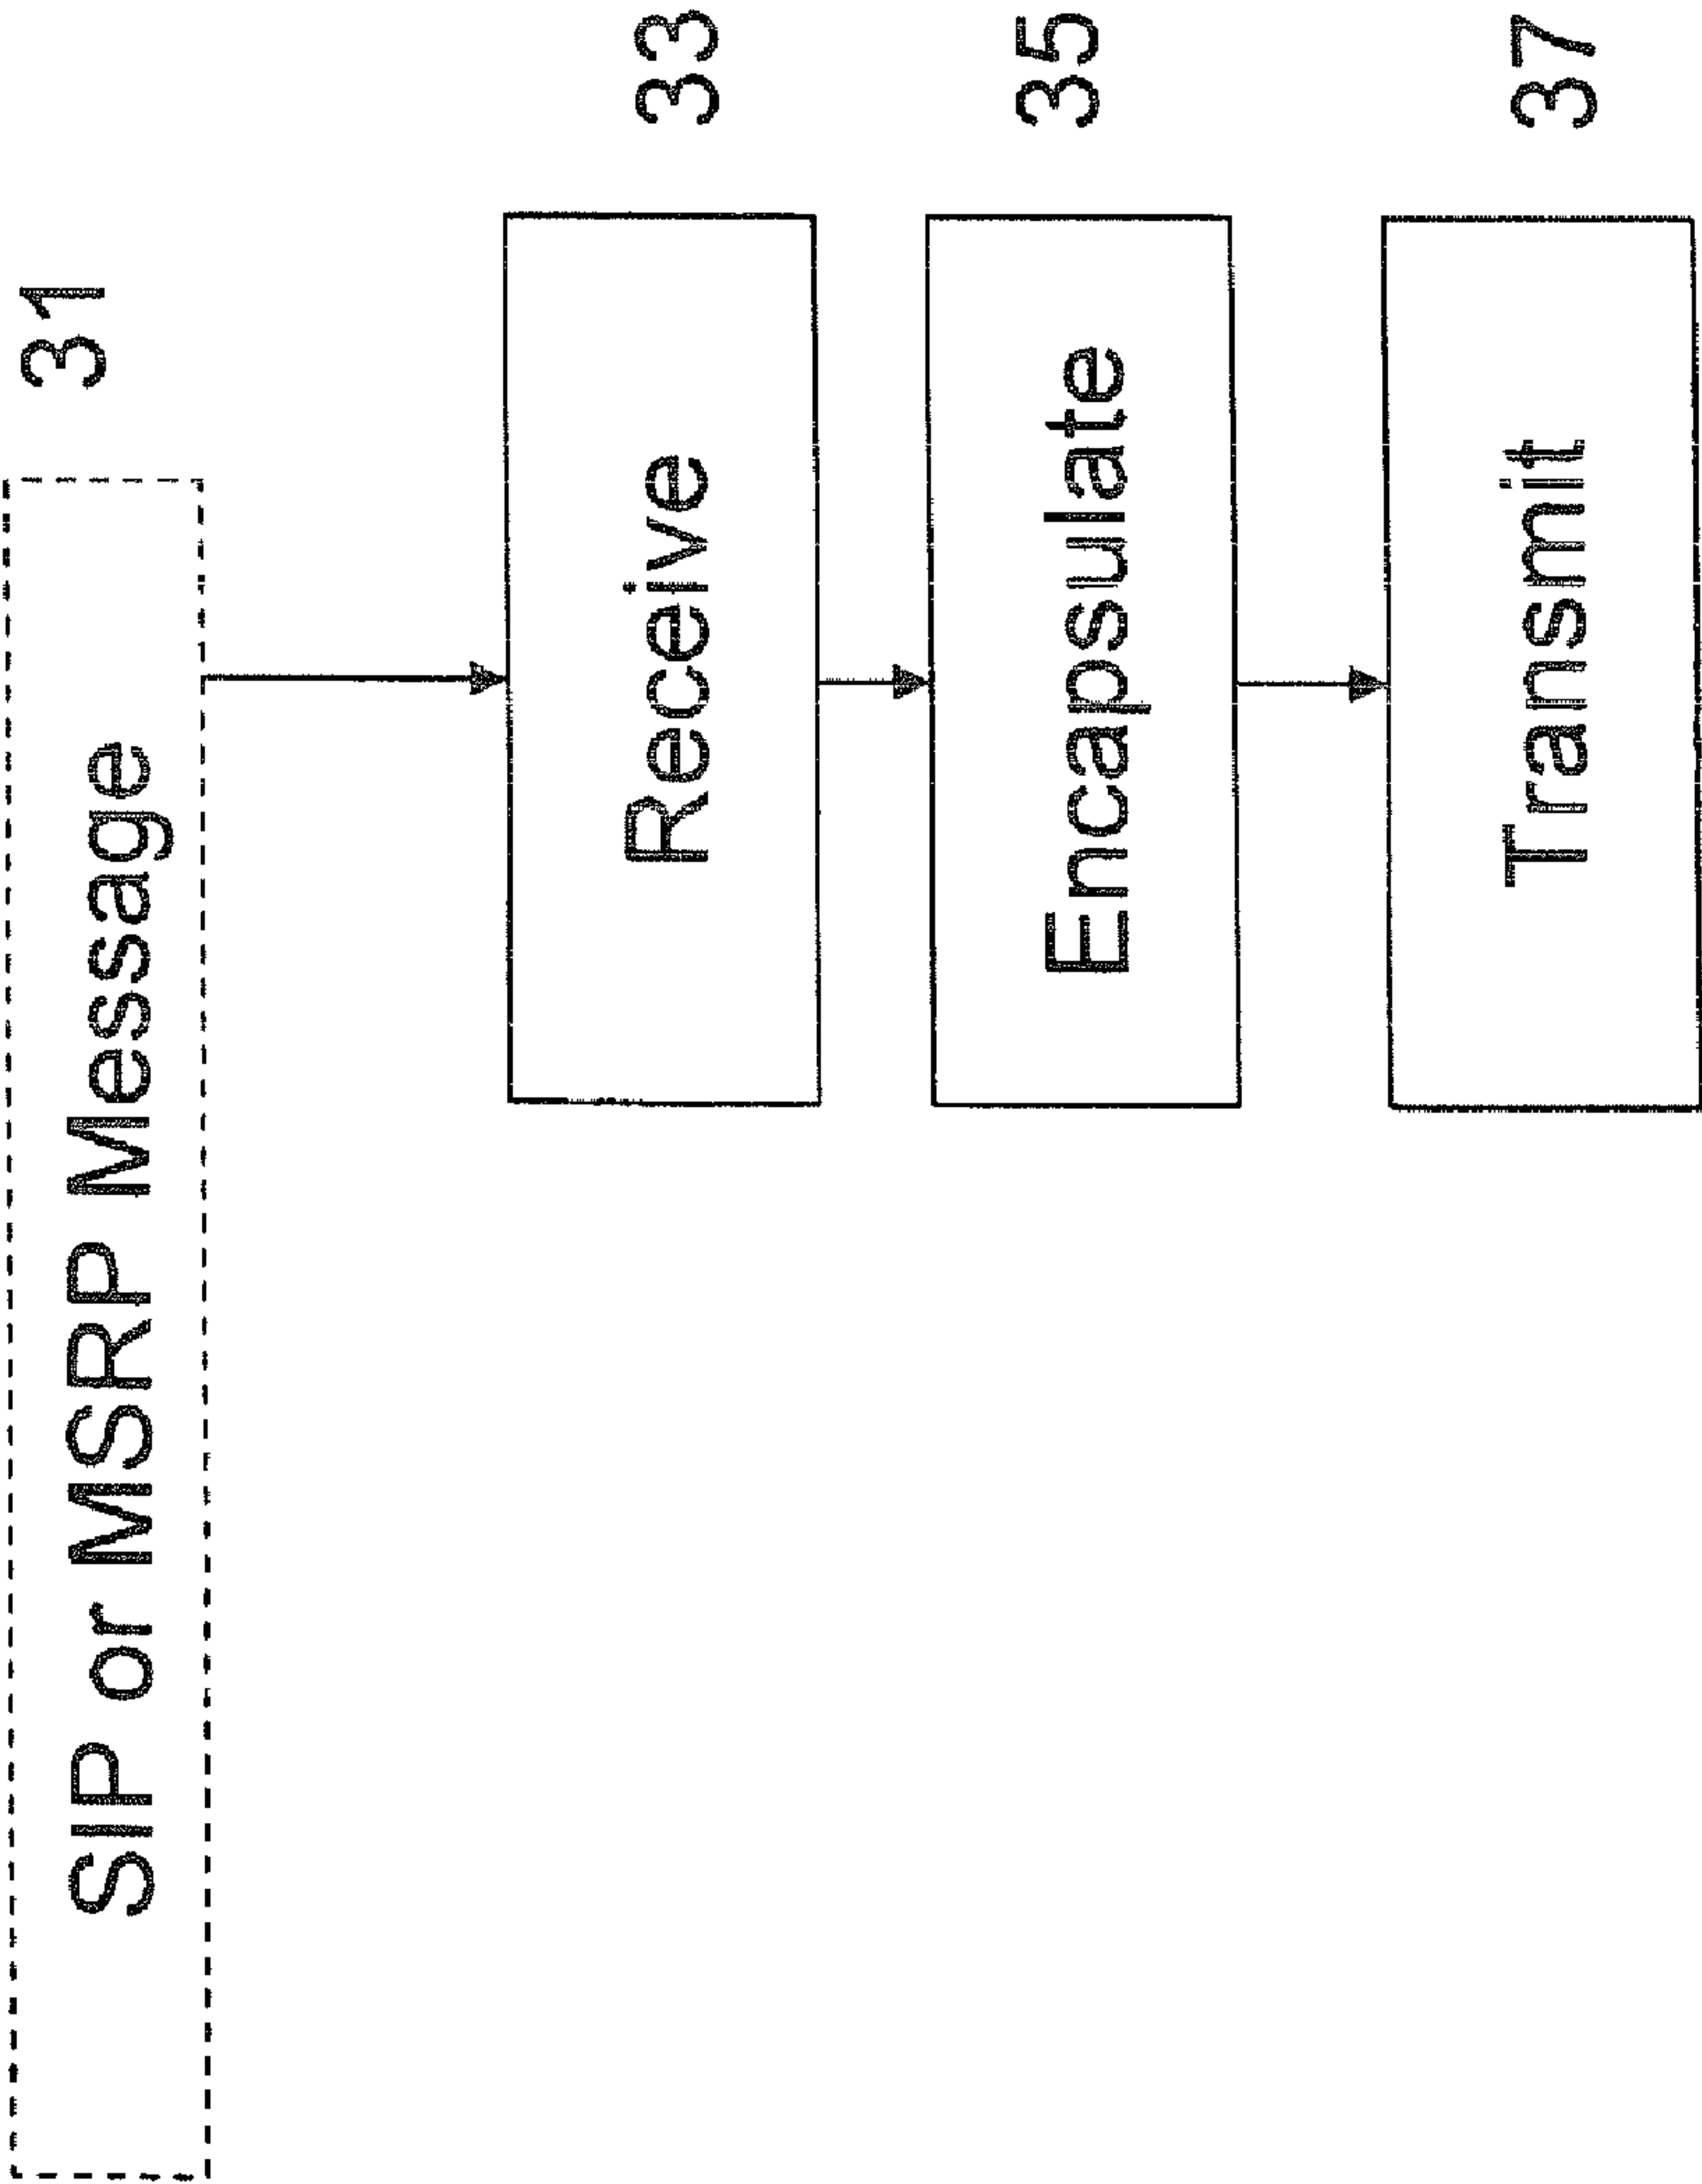 SIP or MSRP Message 31
Receive 33
Encapsulate 35
Transmit 37